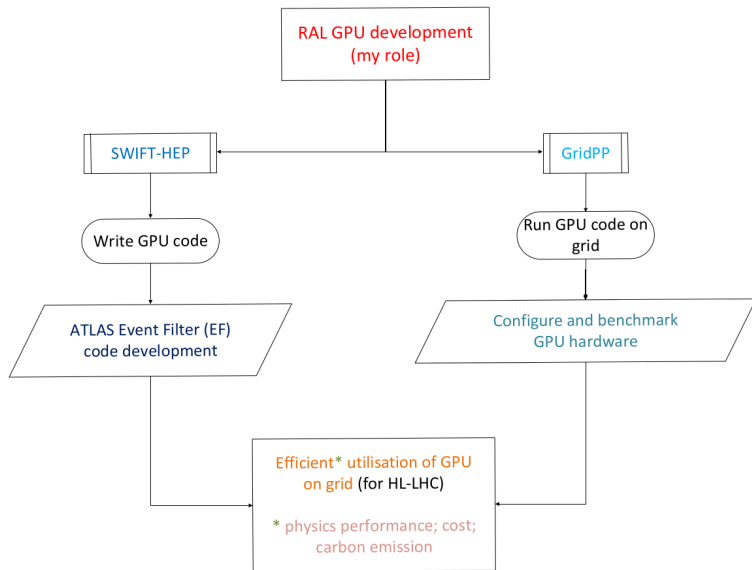 RAL GPU development
(my role)
SWIFT-HEP
GridPP
Write GPU code
Run GPU code on
grid
ATLAS Event Filter (EF)
code development
Configure and benchmark
GPU hardware
Efficient* utilisation of GPU
on grid (for HL-LHC)
* physics performance; cost;
carbon emission